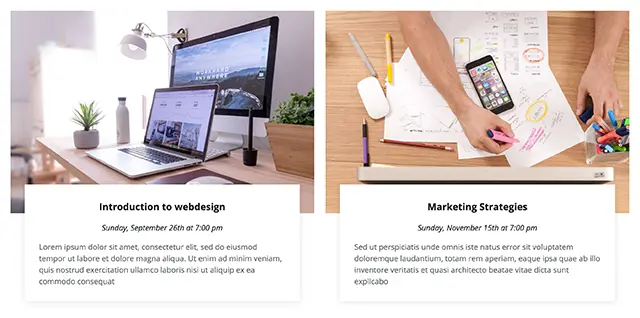 WORK HARD
ANYWHERE
Introduction to webdesign
Sunday, September 26th at 7:00 pm
Lorem ipsum dolor sit amet, consectetur elit, sed do eiusmod
tempor ut labore et dolore magna aliqua. Ut enim ad minim veniam,
quis nostrud exercitation ullamco laboris nisi ut aliquip ex ea
commodo consequat
Marketing Strategies
Sunday, November 15th at 7:00 pm
Sed ut perspiciatis unde omnis iste natus error sit voluptatem
doloremque laudantium, totam rem aperiam, eaque ipsa quae ab illo
inventore veritatis et quasi architecto beatae vitae dicta sunt
explicabo